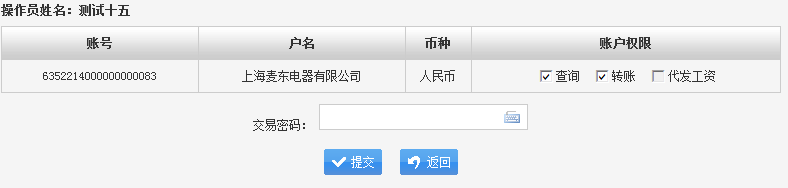 操作员姓名：测试十五
账号 户名 币种 账户权限
6352214000000000083 上海麦东电器有限公司 人民币 查询 转账 代发工资
交易密码：
提交 返回